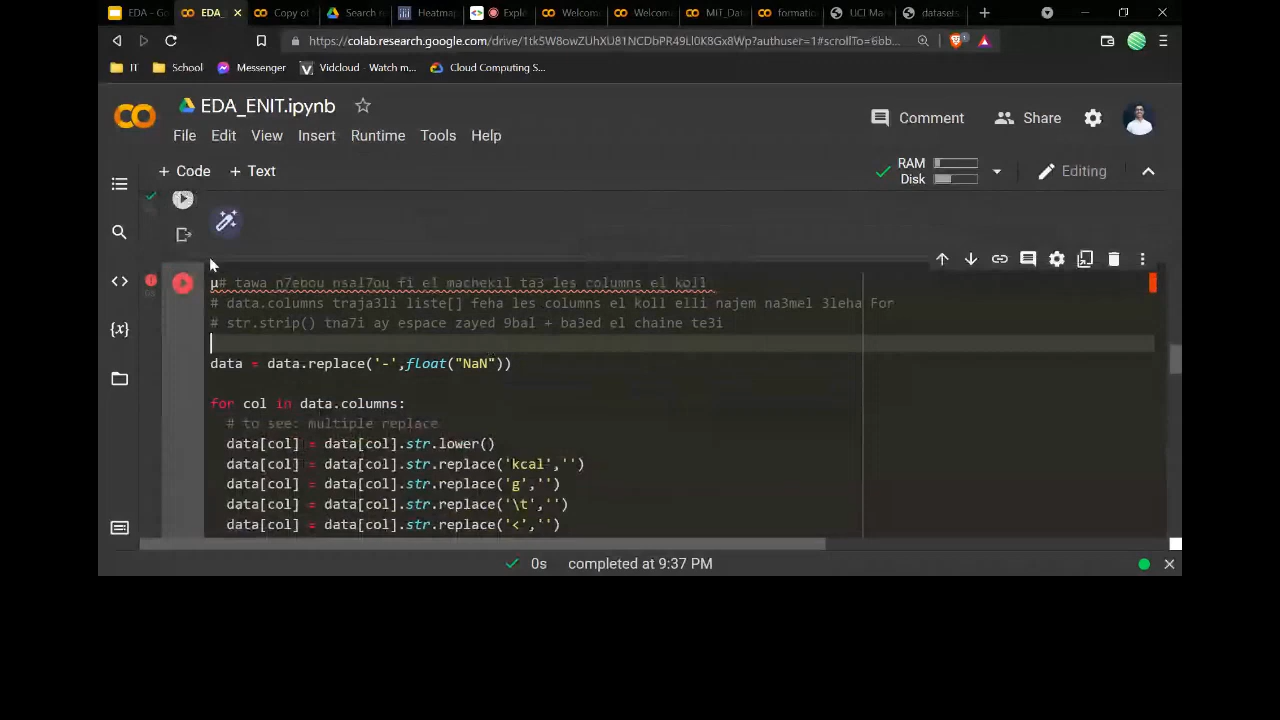 EDA - G
EDA_
Copy of
Search r
Heatmap
Explo
Welcom
Welcom
MIT_Da
formatio
UCI Ma
datasets
https://colab.research.google.com/drive/1tk5W8owZUhXU81NCDbPR49Ll0K8Gx8Wp?authuser=1#scrollTo=6bb...
IT
School
Messenger
Vidcloud - Watch m...
Cloud Computing S...
EDA_ENIT.ipynb
Comment
Share
File Edit View Insert Runtime Tools Help
+ Code + Text
RAM
Disk
Editing
µ# tawa n7ebou nsal7ou fi el machekil ta3 les columns el koll
# data.columns traja3li liste[] feha les columns el koll elli najem na3mel 3leha For
# str.strip() tna7i ay espace zayed 9bal + ba3ed el chaine te3i
data = data.replace('-',float("NaN"))
for col in data.columns:
# to see: multiple replace
data[col] = data[col].str.lower()
data[col] = data[col].str.replace('kcal','')
data[col] = data[col].str.replace('g','')
data[col] = data[col].str.replace('\t','')
data[col] = data[col].str.replace('<','')
0s completed at 9:37 PM